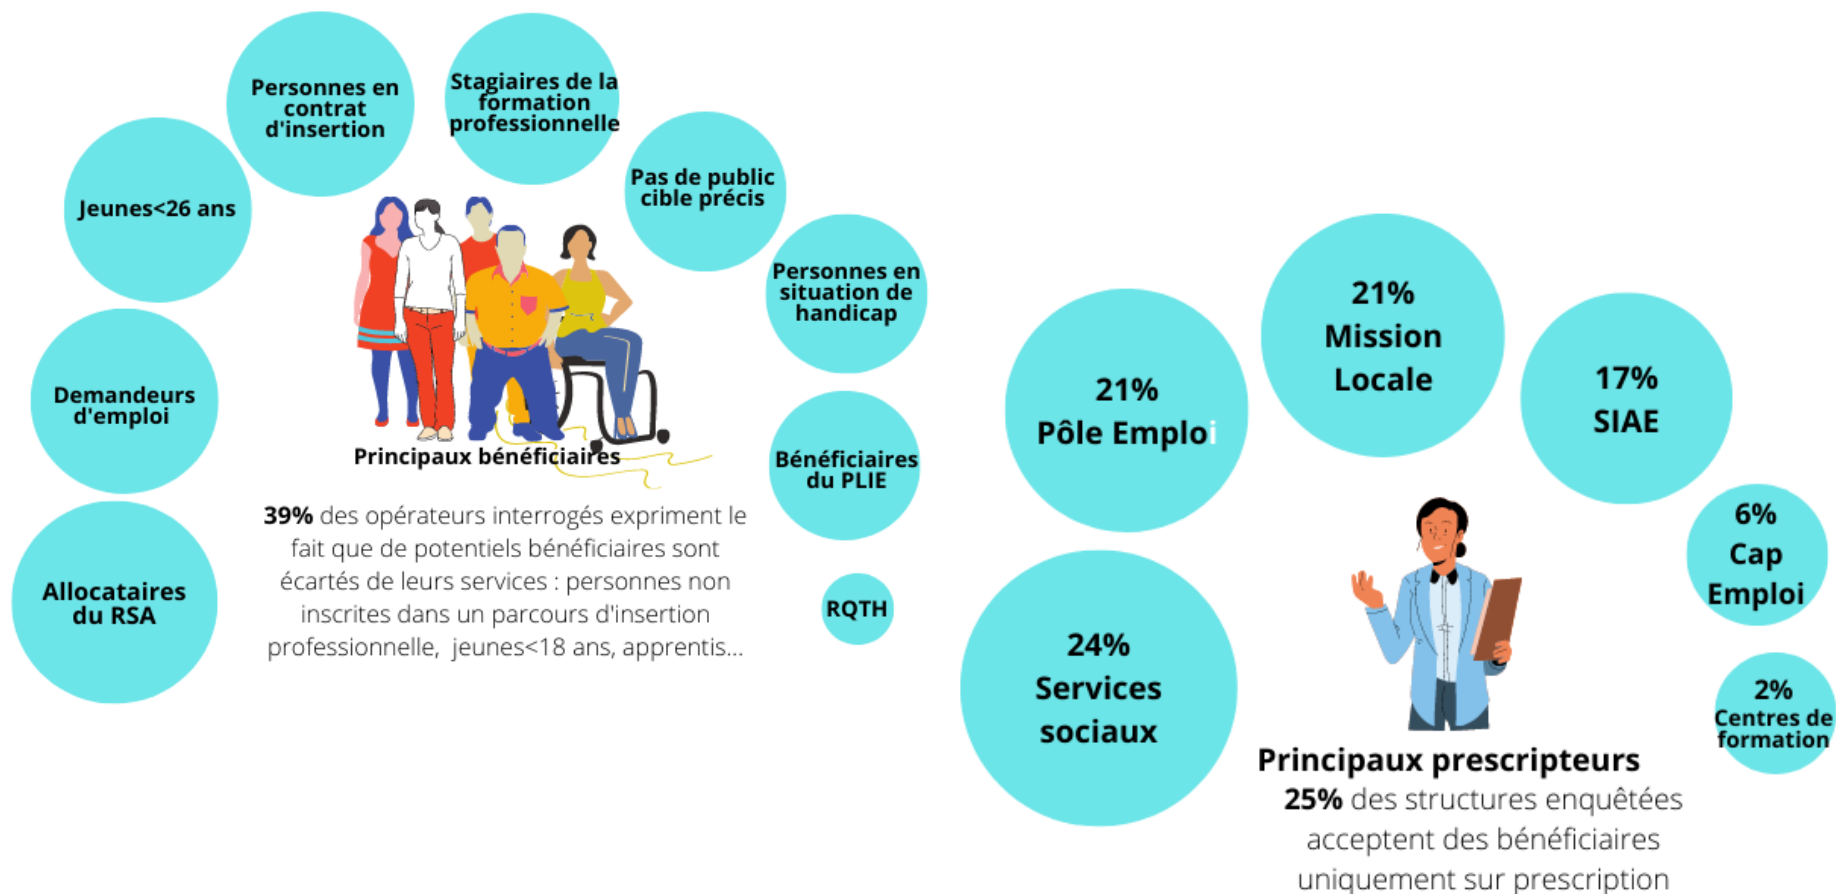 Personnes en
contrat
d'insertion
Stagiaires de la
formation
professionnelle
Jeunes<26 ans
Pas de public
cible précis
Personnes en
situation de
handicap
Demandeurs
d'emploi
Bénéficiaires
du PLIE
Allocataires
du RSA
RQTH
Principaux bénéficiaires
39% des opérateurs interrogés expriment le
fait que de potentiels bénéficiaires sont
écartés de leurs services : personnes non
inscrites dans un parcours d'insertion
professionnelle, jeunes<18 ans, apprentis...
24%
Services
sociaux
21%
Pôle Emploi
21%
Mission
Locale
17%
SIAE
6%
Cap
Emploi
2%
Centres de
formation
Principaux prescripteurs
25% des structures enquêtées
acceptent des bénéficiaires
uniquement sur prescription